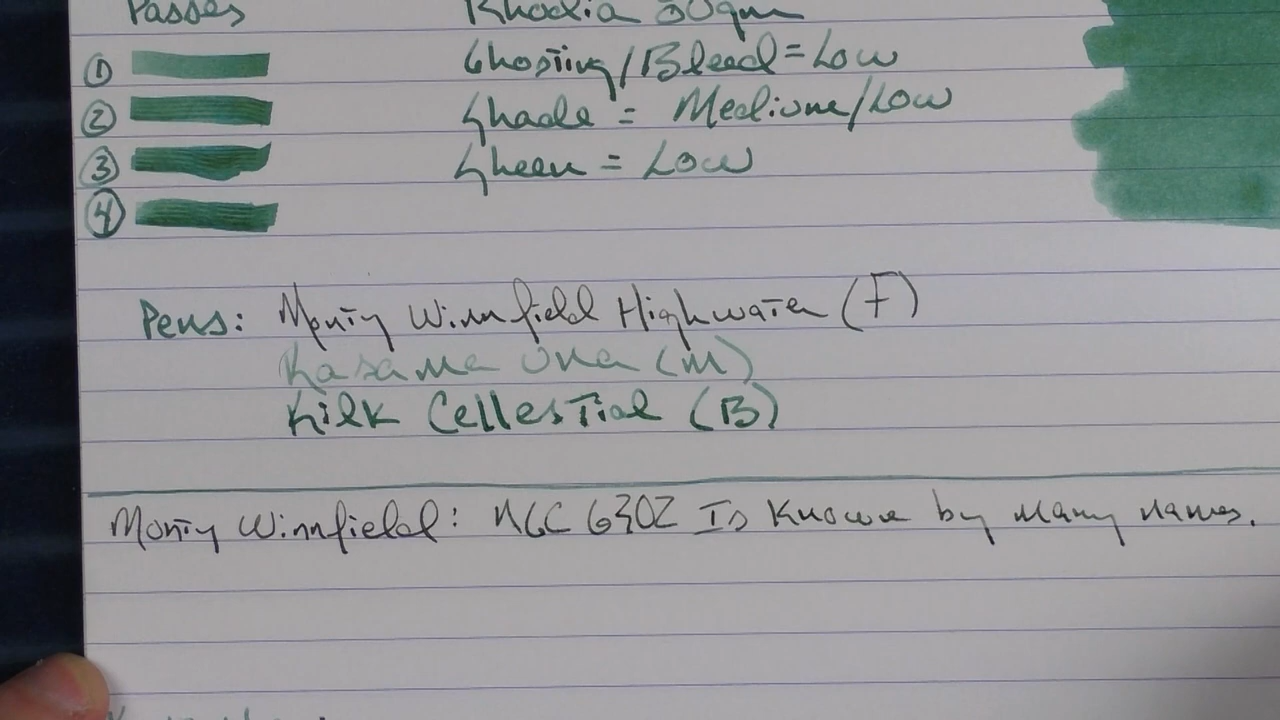 Passes
Rhodia 80gm
① 
Ghosting/Bleed = Low
②
Shade = Medium/Low
③
Sheen = Low
④
Pens: Monty Winnfield Highwater (F)
Kasama Una (M)
Kilk Cellestial (B)
Monty Winnfield: NGC 6302 Is Known by Many Names.